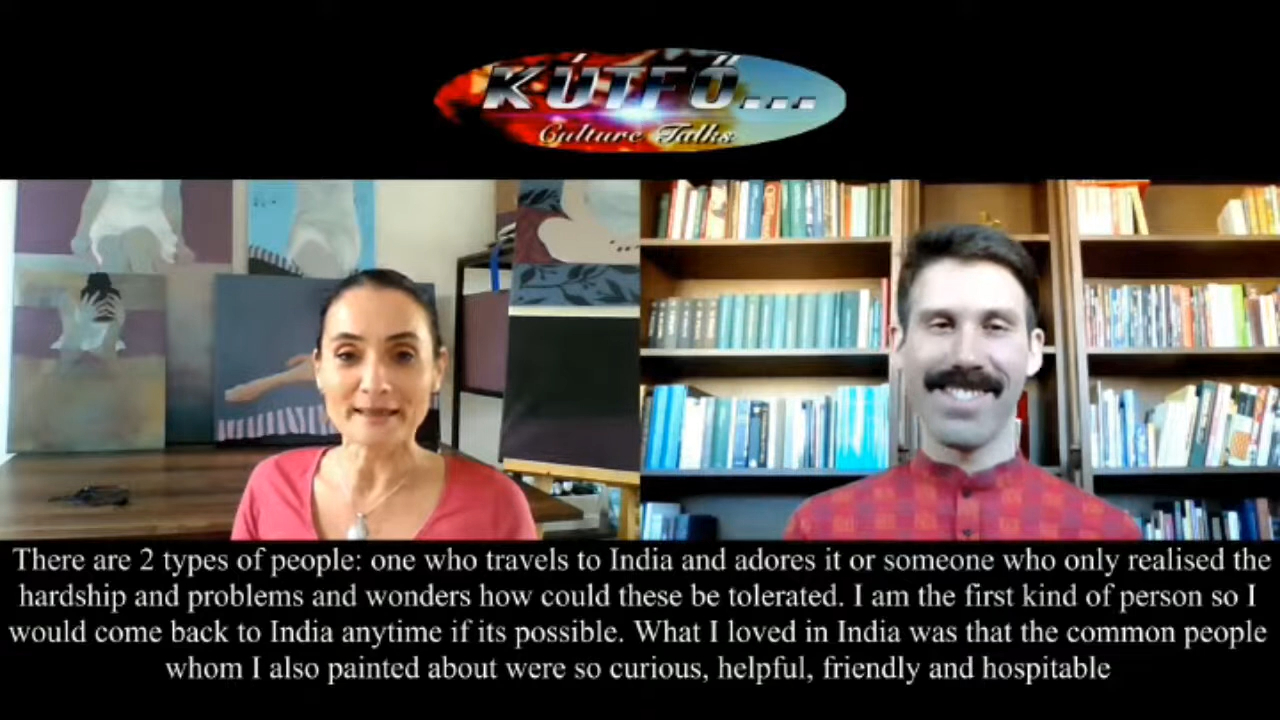 KÚTFŐ...
Culture Talks
There are 2 types of people: one who travels to India and adores it or someone who only realised the
hardship and problems and wonders how could these be tolerated. I am the first kind of person so I
would come back to India anytime if its possible. What I loved in India was that the common people
whom I also painted about were so curious, helpful, friendly and hospitable